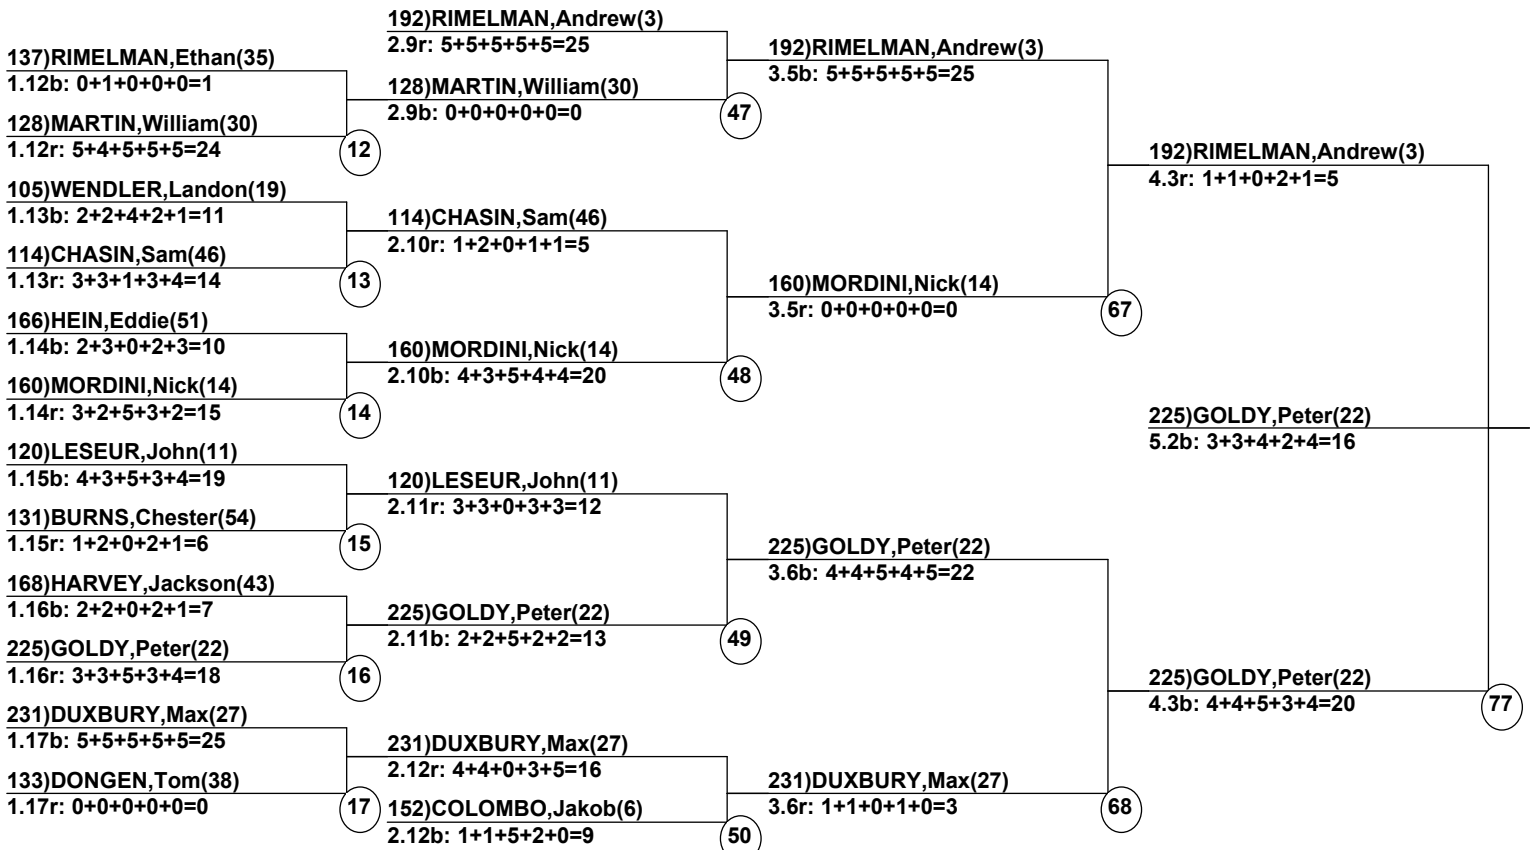 137)RIMELMAN,Ethan(35)
1.12b: 0+1+0+0+0=1
128)MARTIN,William(30)
1.12r: 5+4+5+5+5=24
12
105)WENDLER,Landon(19)
1.13b: 2+2+4+2+1=11
114)CHASIN,Sam(46)
1.13r: 3+3+1+3+4=14
13
166)HEIN,Eddie(51)
1.14b: 2+3+0+2+3=10
160)MORDINI,Nick(14)
1.14r: 3+2+5+3+2=15
14
120)LESEUR,John(11)
1.15b: 4+3+5+3+4=19
131)BURNS,Chester(54)
1.15r: 1+2+0+2+1=6
15
168)HARVEY,Jackson(43)
1.16b: 2+2+0+2+1=7
225)GOLDY,Peter(22)
1.16r: 3+3+5+3+4=18
16
231)DUXBURY,Max(27)
1.17b: 5+5+5+5+5=25
133)DONGEN,Tom(38)
1.17r: 0+0+0+0+0=0
17
192)RIMELMAN,Andrew(3)
2.9r: 5+5+5+5+5=25
128)MARTIN,William(30)
2.9b: 0+0+0+0+0=0
47
114)CHASIN,Sam(46)
2.10r: 1+2+0+1+1=5
160)MORDINI,Nick(14)
2.10b: 4+3+5+4+4=20
48
120)LESEUR,John(11)
2.11r: 3+3+0+3+3=12
225)GOLDY,Peter(22)
2.11b: 2+2+5+2+2=13
49
231)DUXBURY,Max(27)
2.12r: 4+4+0+3+5=16
152)COLOMBO,Jakob(6)
2.12b: 1+1+5+2+0=9
50
192)RIMELMAN,Andrew(3)
3.5b: 5+5+5+5+5=25
160)MORDINI,Nick(14)
3.5r: 0+0+0+0+0=0
67
225)GOLDY,Peter(22)
3.6b: 4+4+5+4+5=22
231)DUXBURY,Max(27)
3.6r: 1+1+0+1+0=3
68
192)RIMELMAN,Andrew(3)
4.3r: 1+1+0+2+1=5
225)GOLDY,Peter(22)
4.3b: 4+4+5+3+4=20
77
225)GOLDY,Peter(22)
5.2b: 3+3+4+2+4=16